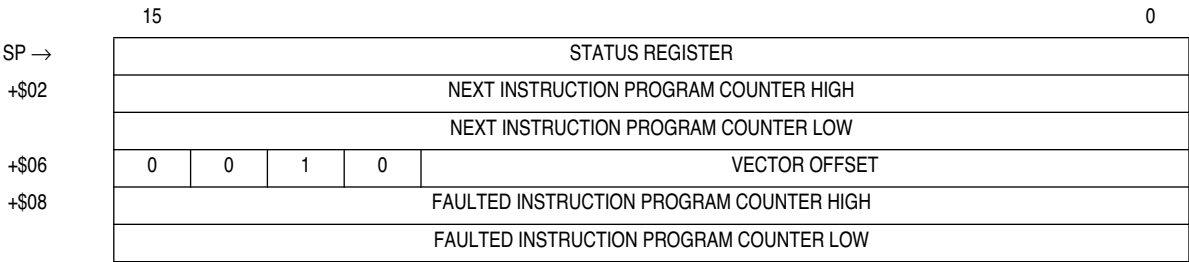 15 0
SP → STATUS REGISTER
+$02 NEXT INSTRUCTION PROGRAM COUNTER HIGH
NEXT INSTRUCTION PROGRAM COUNTER LOW
+$06 0 0 1 0 VECTOR OFFSET
+$08 FAULTED INSTRUCTION PROGRAM COUNTER HIGH
FAULTED INSTRUCTION PROGRAM COUNTER LOW